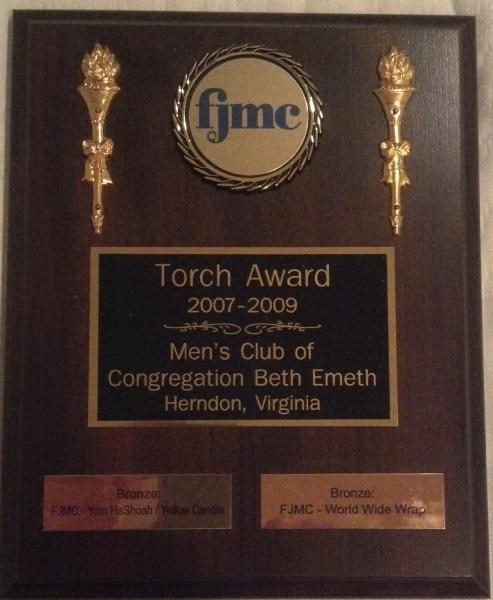 fjmc
Torch Award
2007-2009
Men's Club of
Congregation Beth Emeth
Herndon, Virginia
Bronze:
FJMC - Yom HaShoah / Yellow Candle
Bronze:
FJMC - World Wide Wrap